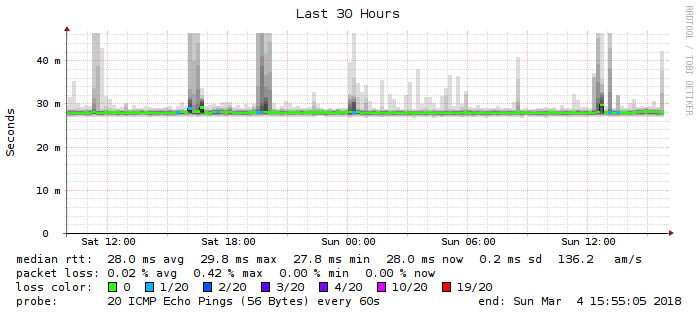 Last 30 Hours
RRDTOOL / TOBI OETIKER
Seconds
40 m
30 m
20 m
10 m
0
Sat 12:00 Sat 18:00 Sun 00:00 Sun 06:00 Sun 12:00
median rtt: 28.0 ms avg 29.8 ms max 27.8 ms min 28.0 ms now 0.2 ms sd 136.2 am/s
packet loss: 0.02 % avg 0.42 % max 0.00 % min 0.00 % now
loss color: 0 1/20 2/20 3/20 4/20 10/20 19/20
probe: 20 ICMP Echo Pings (56 Bytes) every 60s end: Sun Mar 4 15:55:05 2018